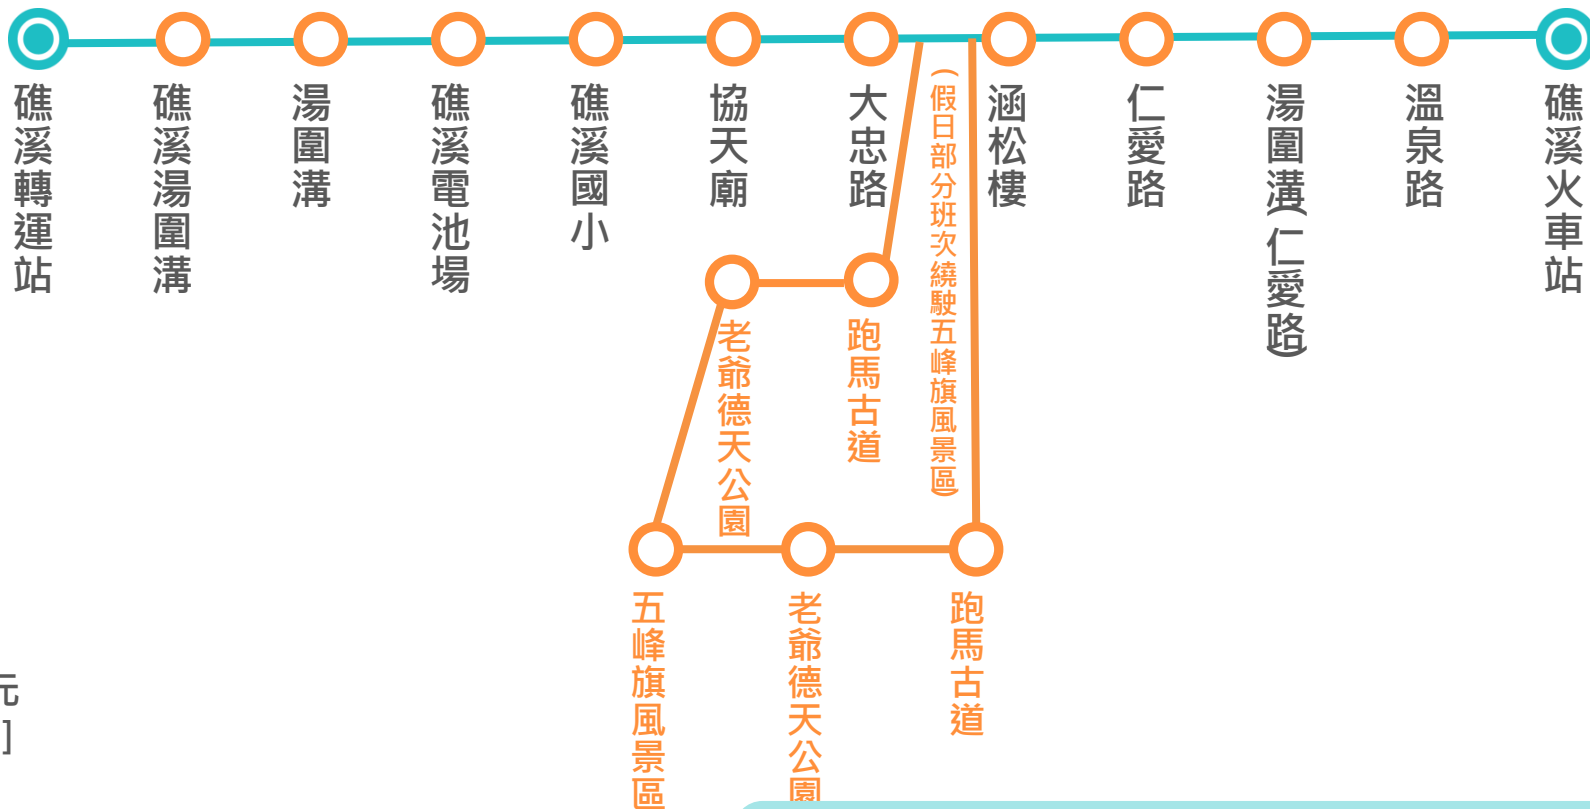 礁溪轉運站
礁溪湯圍溝
湯圍溝
礁溪電池場
礁溪國小
協天廟
大忠路
(假日部分班次繞駛五峰旗風景區)
涵松樓
仁愛路
湯圍溝(仁愛路)
溫泉路
礁溪火車站
老爺德天公園
跑馬古道
五峰旗風景區
老爺德天公園
跑馬古道
元
]